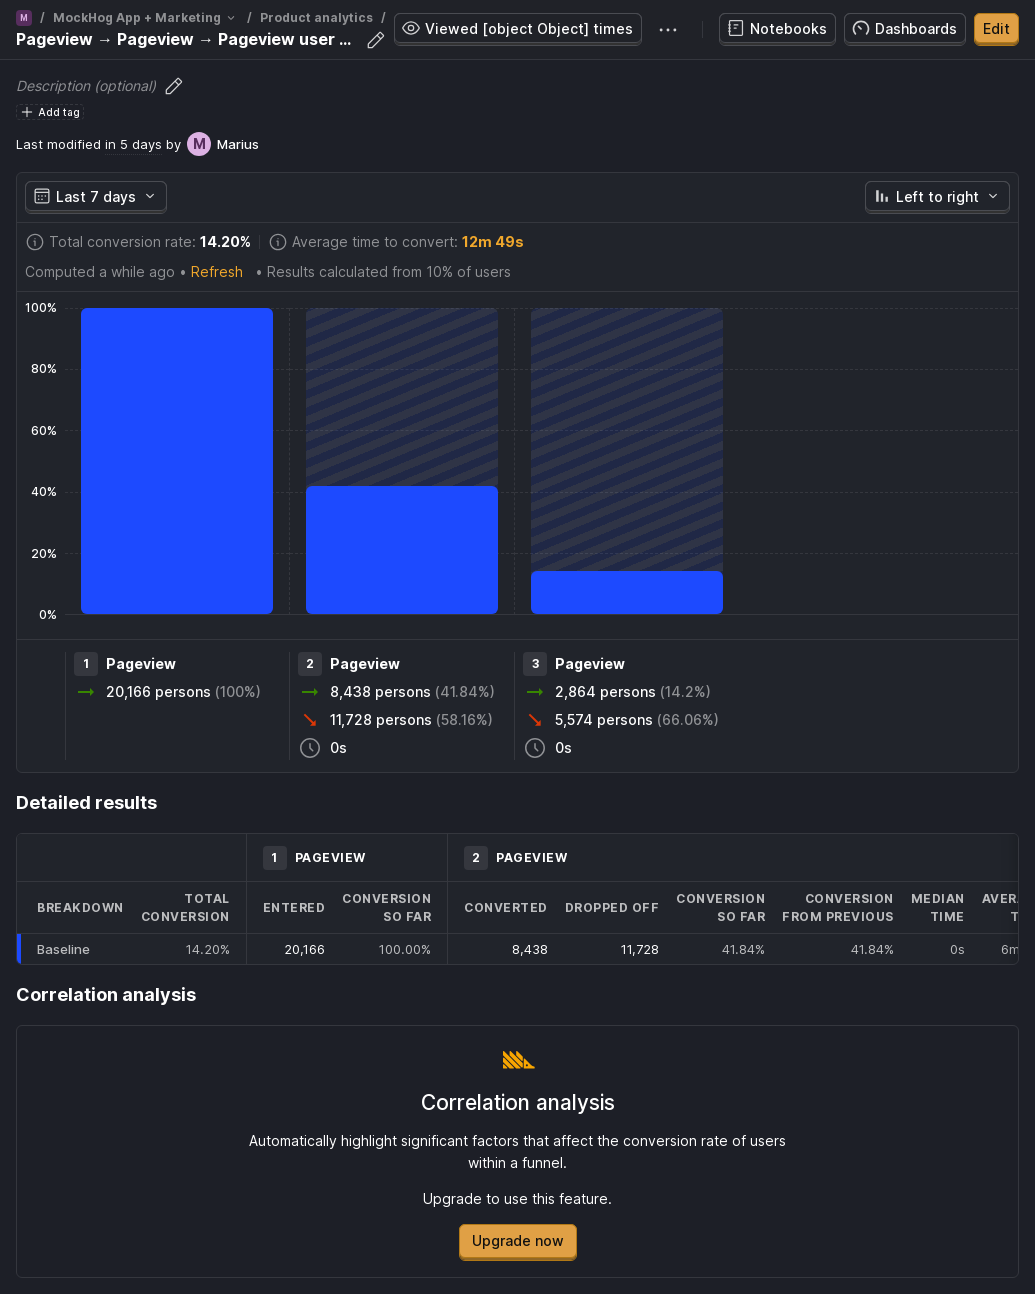 M / MockHog App + Marketing / Product analytics /
Pageview → Pageview → Pageview user ...
Viewed [object Object] times
Notebooks
Dashboards
Edit
Description (optional)
Add tag
Last modified in 5 days by M Marius
Last 7 days
Left to right
Total conversion rate: 14.20%
Average time to convert: 12m 49s
Computed a while ago • Refresh • Results calculated from 10% of users
100%
80%
60%
40%
20%
0%
1 Pageview
20,166 persons (100%)
2 Pageview
8,438 persons (41.84%)
11,728 persons (58.16%)
0s
3 Pageview
2,864 persons (14.2%)
5,574 persons (66.06%)
0s
Detailed results
1 PAGEVIEW
2 PAGEVIEW
BREAKDOWN
TOTAL
CONVERSION
ENTERED
CONVERSION
SO FAR
CONVERTED
DROPPED OFF
CONVERSION
SO FAR
CONVERSION
FROM PREVIOUS
MEDIAN
TIME
Baseline 14.20% 20,166 100.00% 8,438 11,728 41.84% 41.84% 0s 6m
Correlation analysis
Correlation analysis
Automatically highlight significant factors that affect the conversion rate of users
within a funnel.
Upgrade to use this feature.
Upgrade now